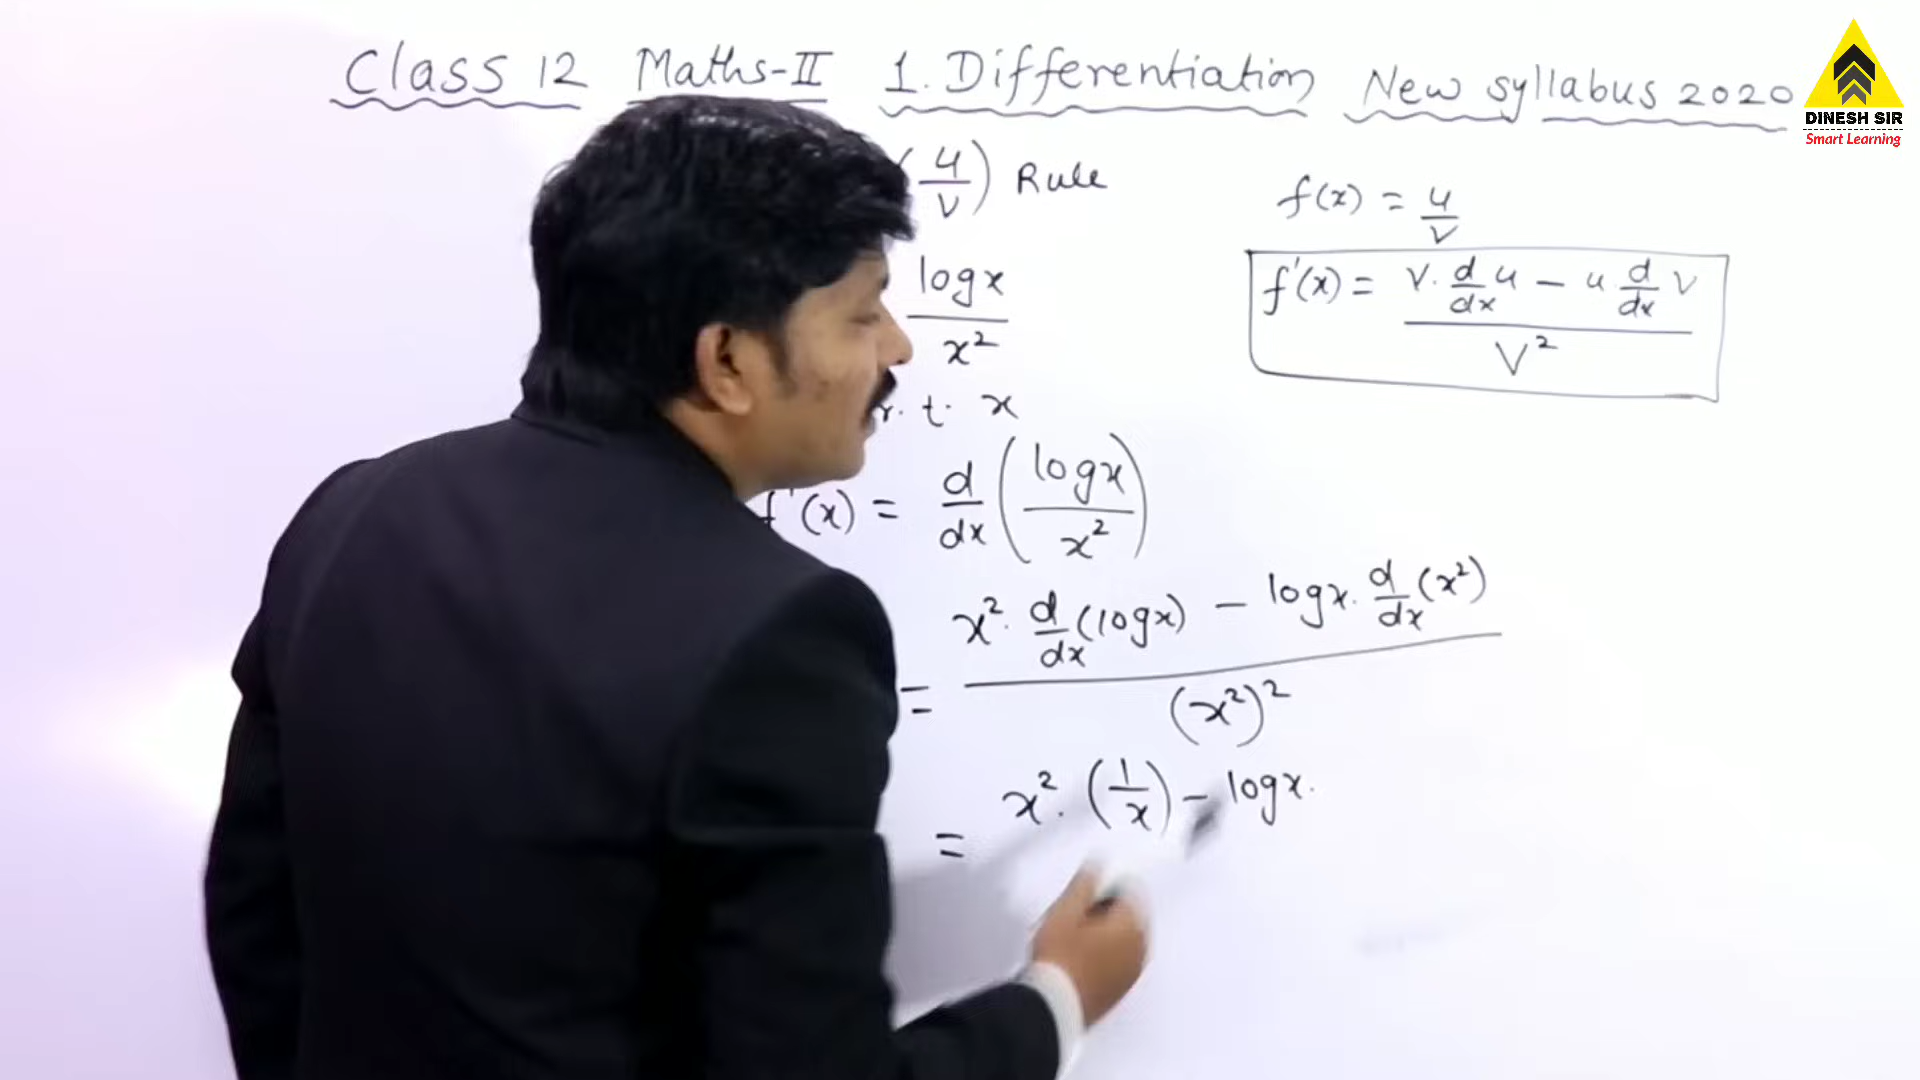 Class 12 Maths-II 1. Differentiation New syllabus 2020
DINESH SIR
Smart Learning
(u/v) Rule
f(x) = u/v
f'(x) = (v. d/dx u - u. d/dx v) / v²
log x / x²
r. t. x
f'(x) = d/dx (log x / x²)
= (x². d/dx (log x) - log x. d/dx (x²)) / (x²)²
= x². (1/x) - log x.